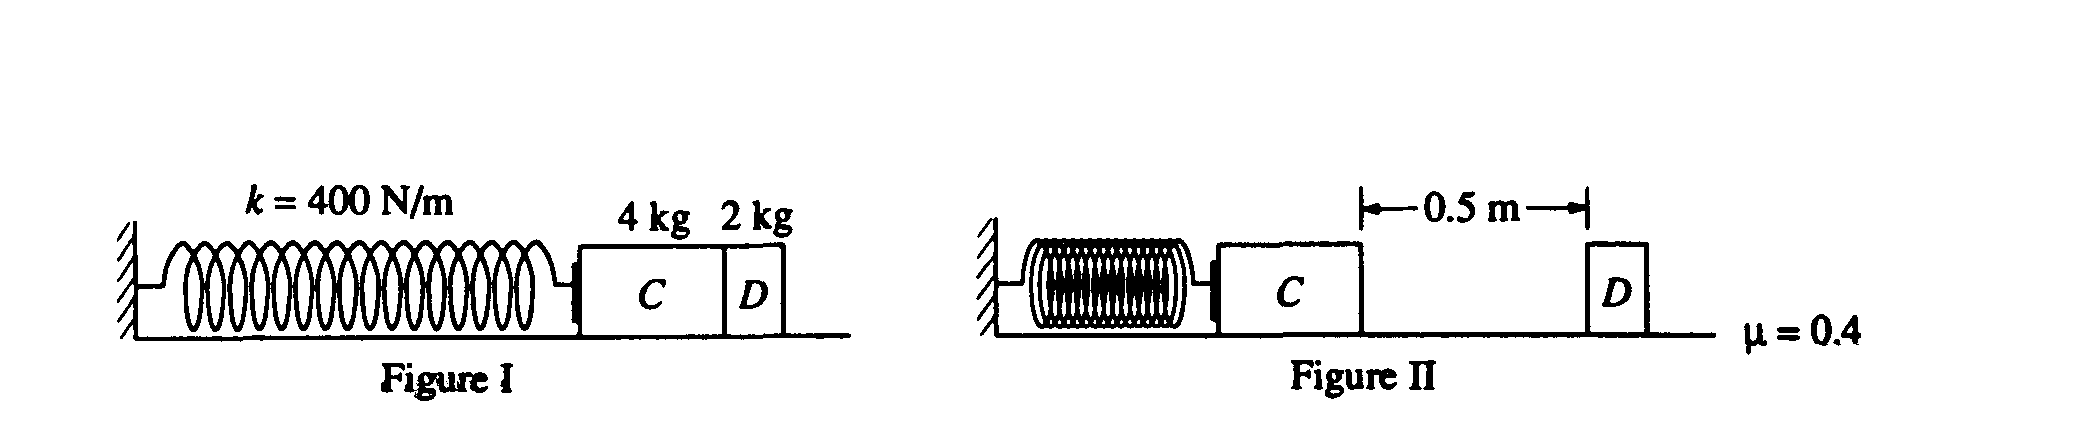 k = 400 N/m
4 kg 2 kg
C D
Figure I
0.5 m
C D
μ = 0.4
Figure II